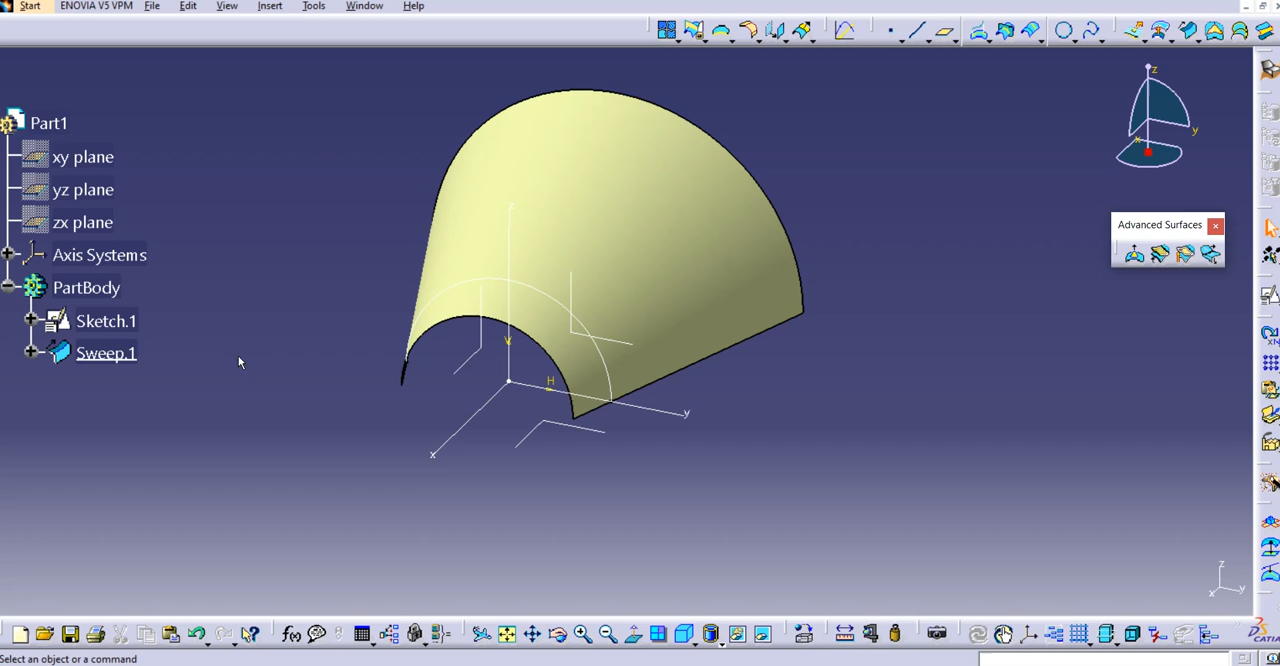 Start ENOVIA V5 VPM File Edit View Insert Tools Window Help
Part1
xy plane
yz plane
zx plane
Axis Systems
PartBody
Sketch.1
Sweep.1
z
y
x
z
V
H
y
x
Advanced Surfaces
z
x y
f(x)
CATIA
Select an object or a command